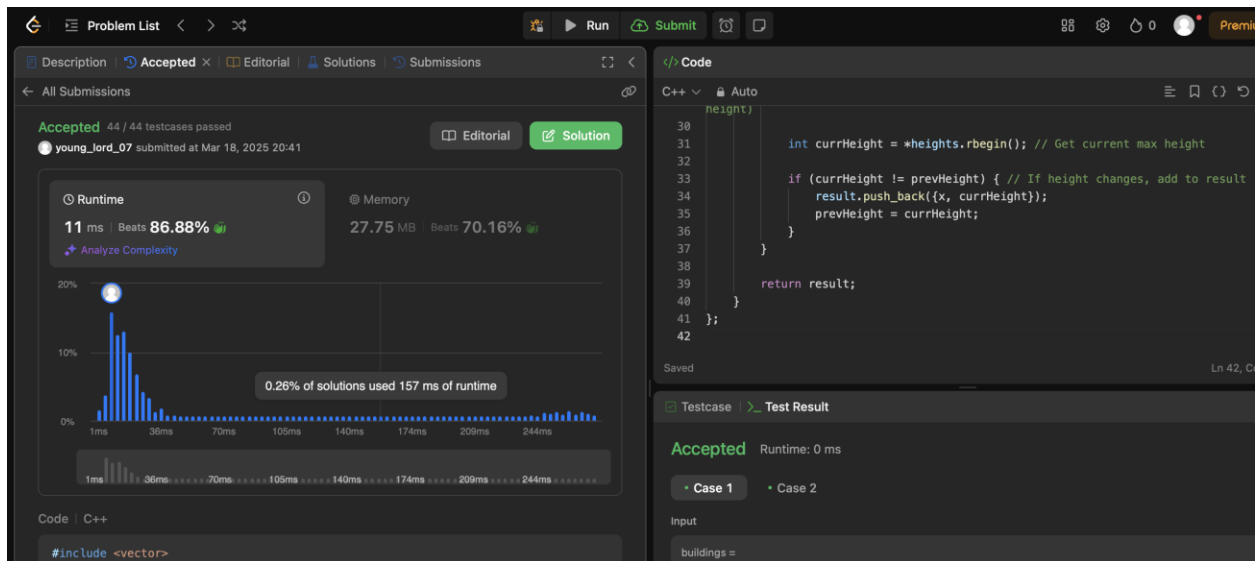 Problem List
Run
Submit
0
Premiu
Description
Accepted
Editorial
Solutions
Submissions
All Submissions
Accepted 44 / 44 testcases passed
young_lord_07 submitted at Mar 18, 2025 20:41
Editorial
Solution
Runtime
11 ms | Beats 86.88%
Analyze Complexity
Memory
27.75 MB | Beats 70.16%
20%
10%
0%
0.26% of solutions used 157 ms of runtime
1ms 36ms 70ms 105ms 140ms 174ms 209ms 244ms
1ms 36ms 70ms 105ms 140ms 174ms 209ms 244ms
Code | C++
#include <vector>
</> Code
C++ Auto
height)
30
31 int currHeight = *heights.rbegin(); // Get current max height
32
33 if (currHeight != prevHeight) { // If height changes, add to result
34 result.push_back({x, currHeight});
35 prevHeight = currHeight;
36 }
37 }
38
39 return result;
40 }
41 };
42
Saved
Ln 42, Co
Testcase
>_ Test Result
Accepted Runtime: 0 ms
Case 1
Case 2
Input
buildings =